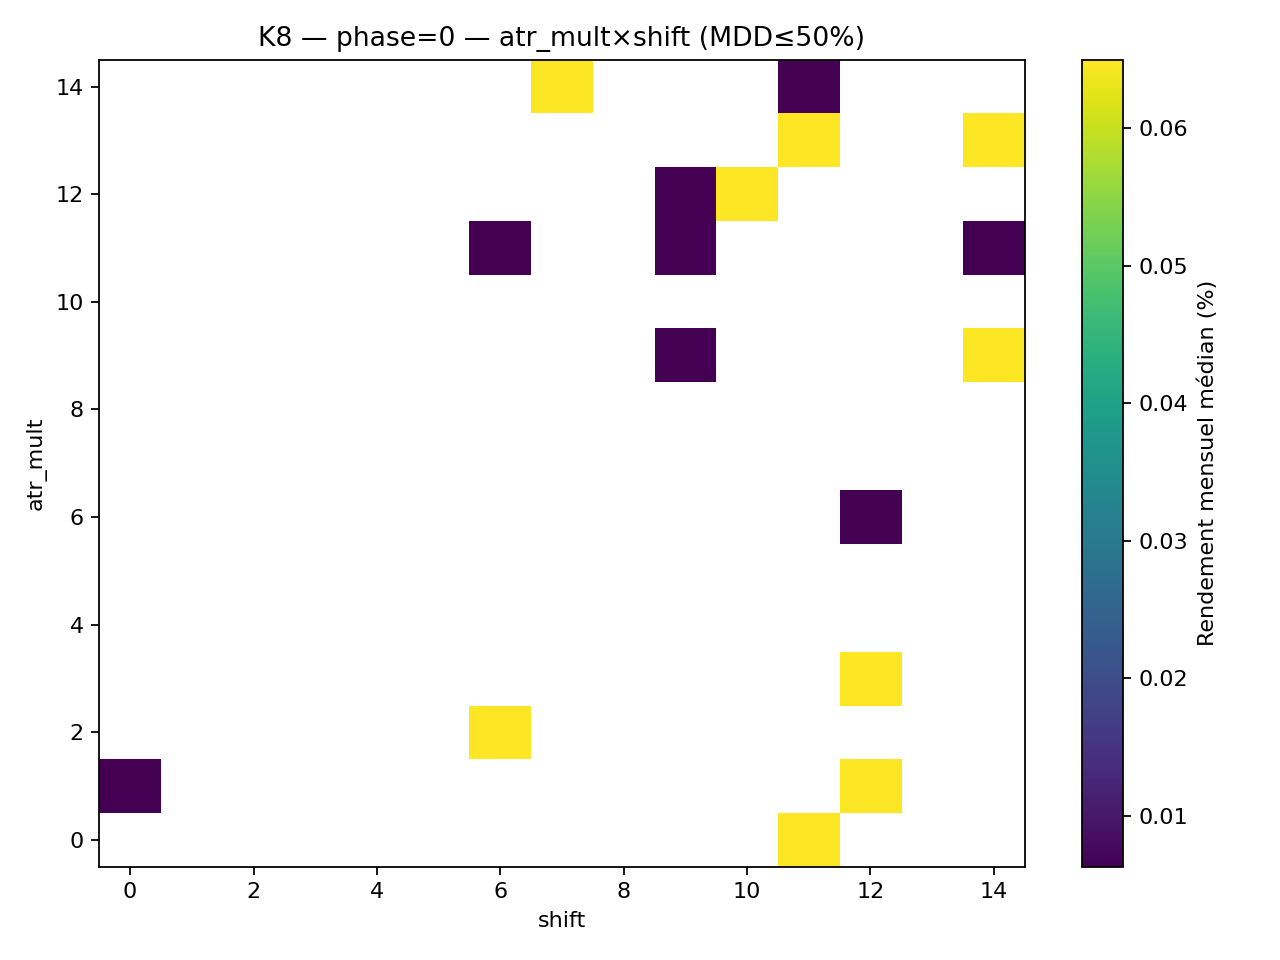 K8 — phase=0 — atr_mult×shift (MDD≤50%)
14
12
10
8
6
4
2
0
atr_mult
0 2 4 6 8 10 12 14
shift
0.06
0.05
0.04
0.03
0.02
0.01
Rendement mensuel médian (%)